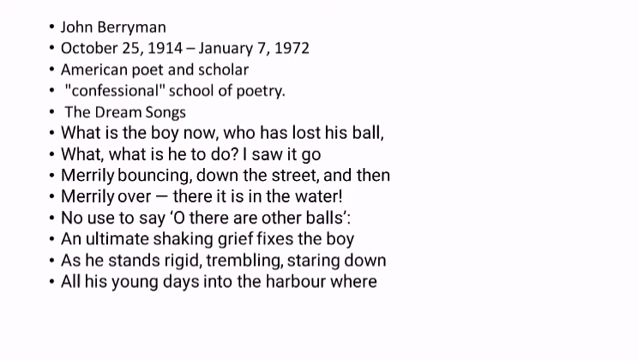 • John Berryman
• October 25, 1914 – January 7, 1972
• American poet and scholar
• "confessional" school of poetry.
• The Dream Songs
• What is the boy now, who has lost his ball,
• What, what is he to do? I saw it go
• Merrily bouncing, down the street, and then
• Merrily over — there it is in the water!
• No use to say ‘O there are other balls’:
• An ultimate shaking grief fixes the boy
• As he stands rigid, trembling, staring down
• All his young days into the harbour where